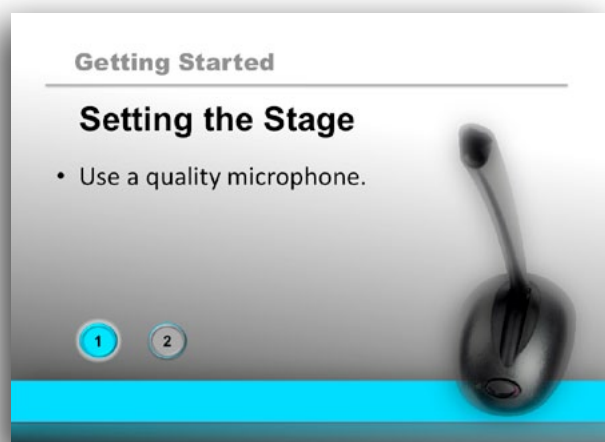 Getting Started
Setting the Stage
• Use a quality microphone.
1 2